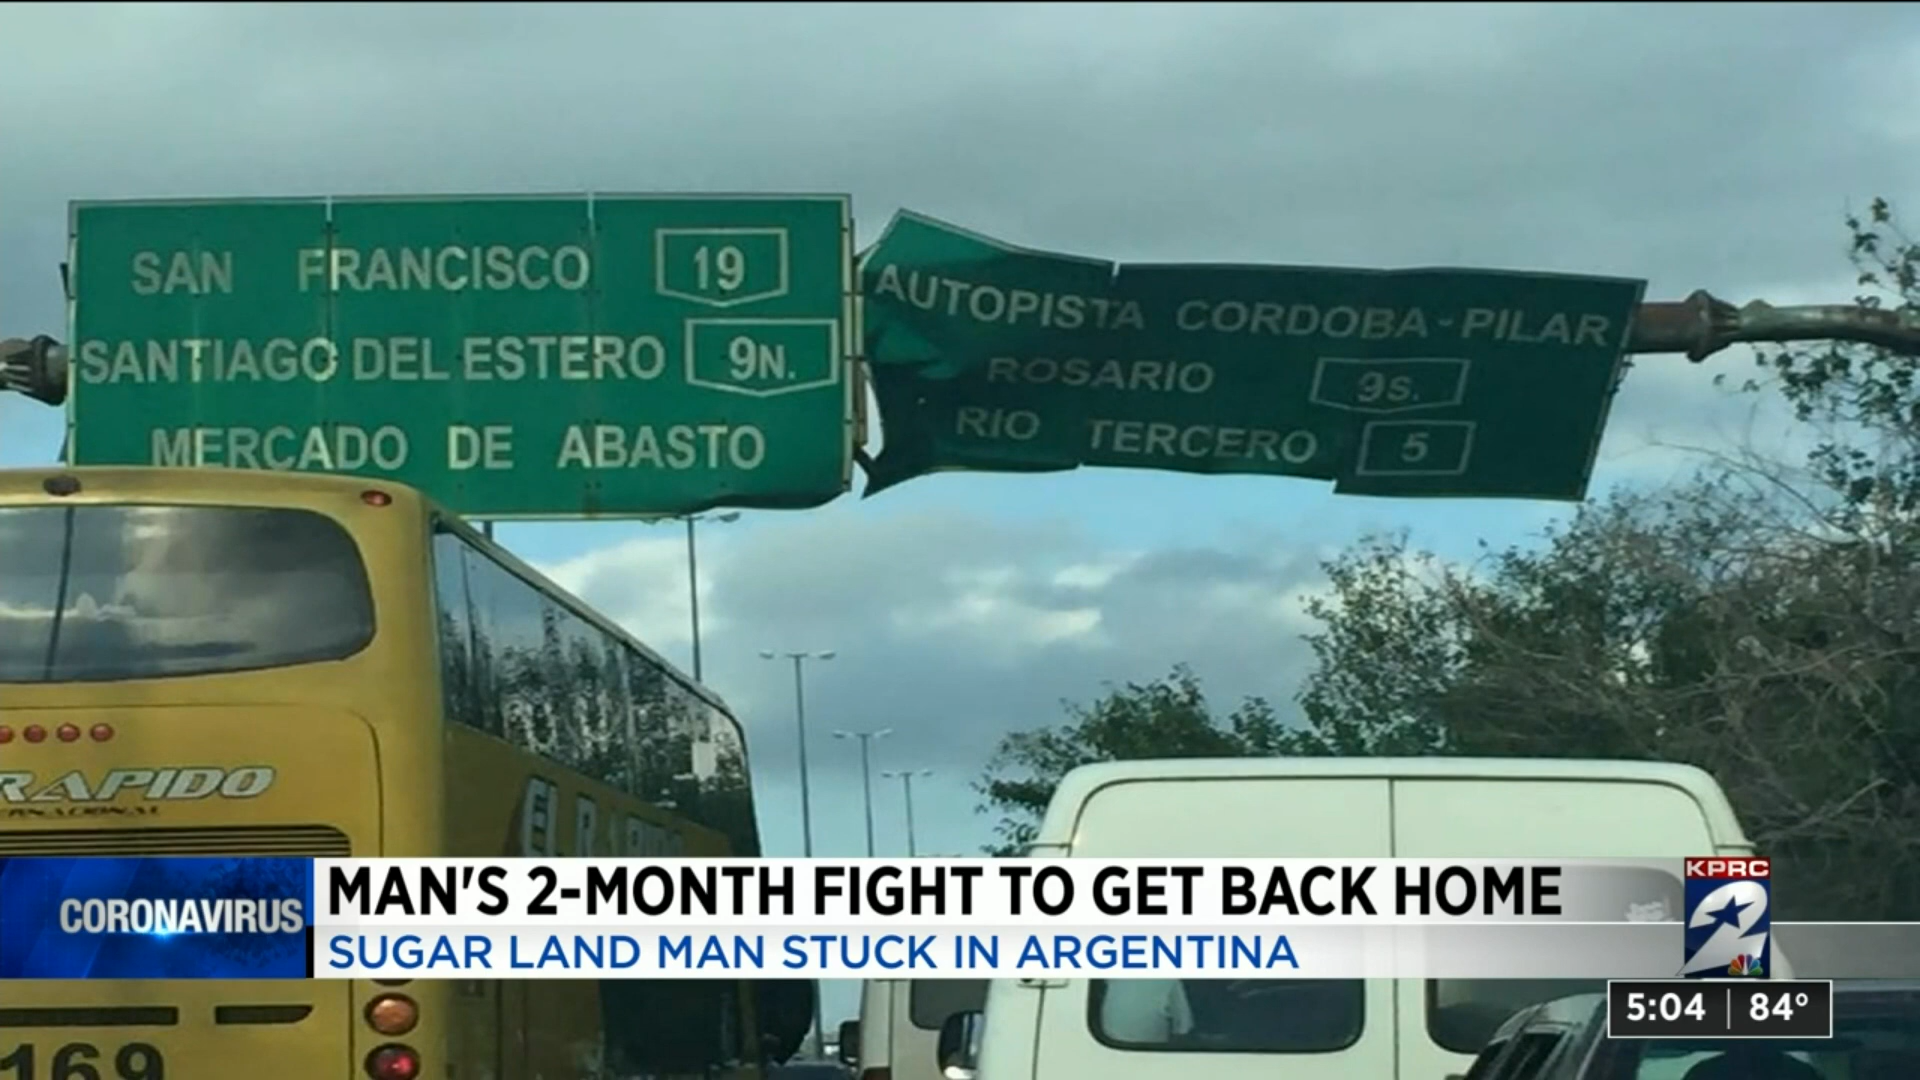 SAN FRANCISCO 19
SANTIAGO DEL ESTERO 9N.
MERCADO DE ABASTO
AUTOPISTA CORDOBA-PILAR
ROSARIO 9S.
RIO TERCERO 5
RAPIDO
EL RAPIDO
CORONAVIRUS
MAN'S 2-MONTH FIGHT TO GET BACK HOME
SUGAR LAND MAN STUCK IN ARGENTINA
KPRC
2
5:04 84°
169